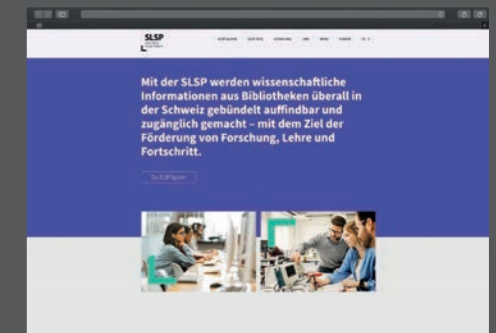 SLSP
Mit der SLSP werden wissenschaftliche
Informationen aus Bibliotheken überall in
der Schweiz gebündelt auffindbar und
zugänglich gemacht – mit dem Ziel der
Förderung von Forschung, Lehre und
Fortschritt.